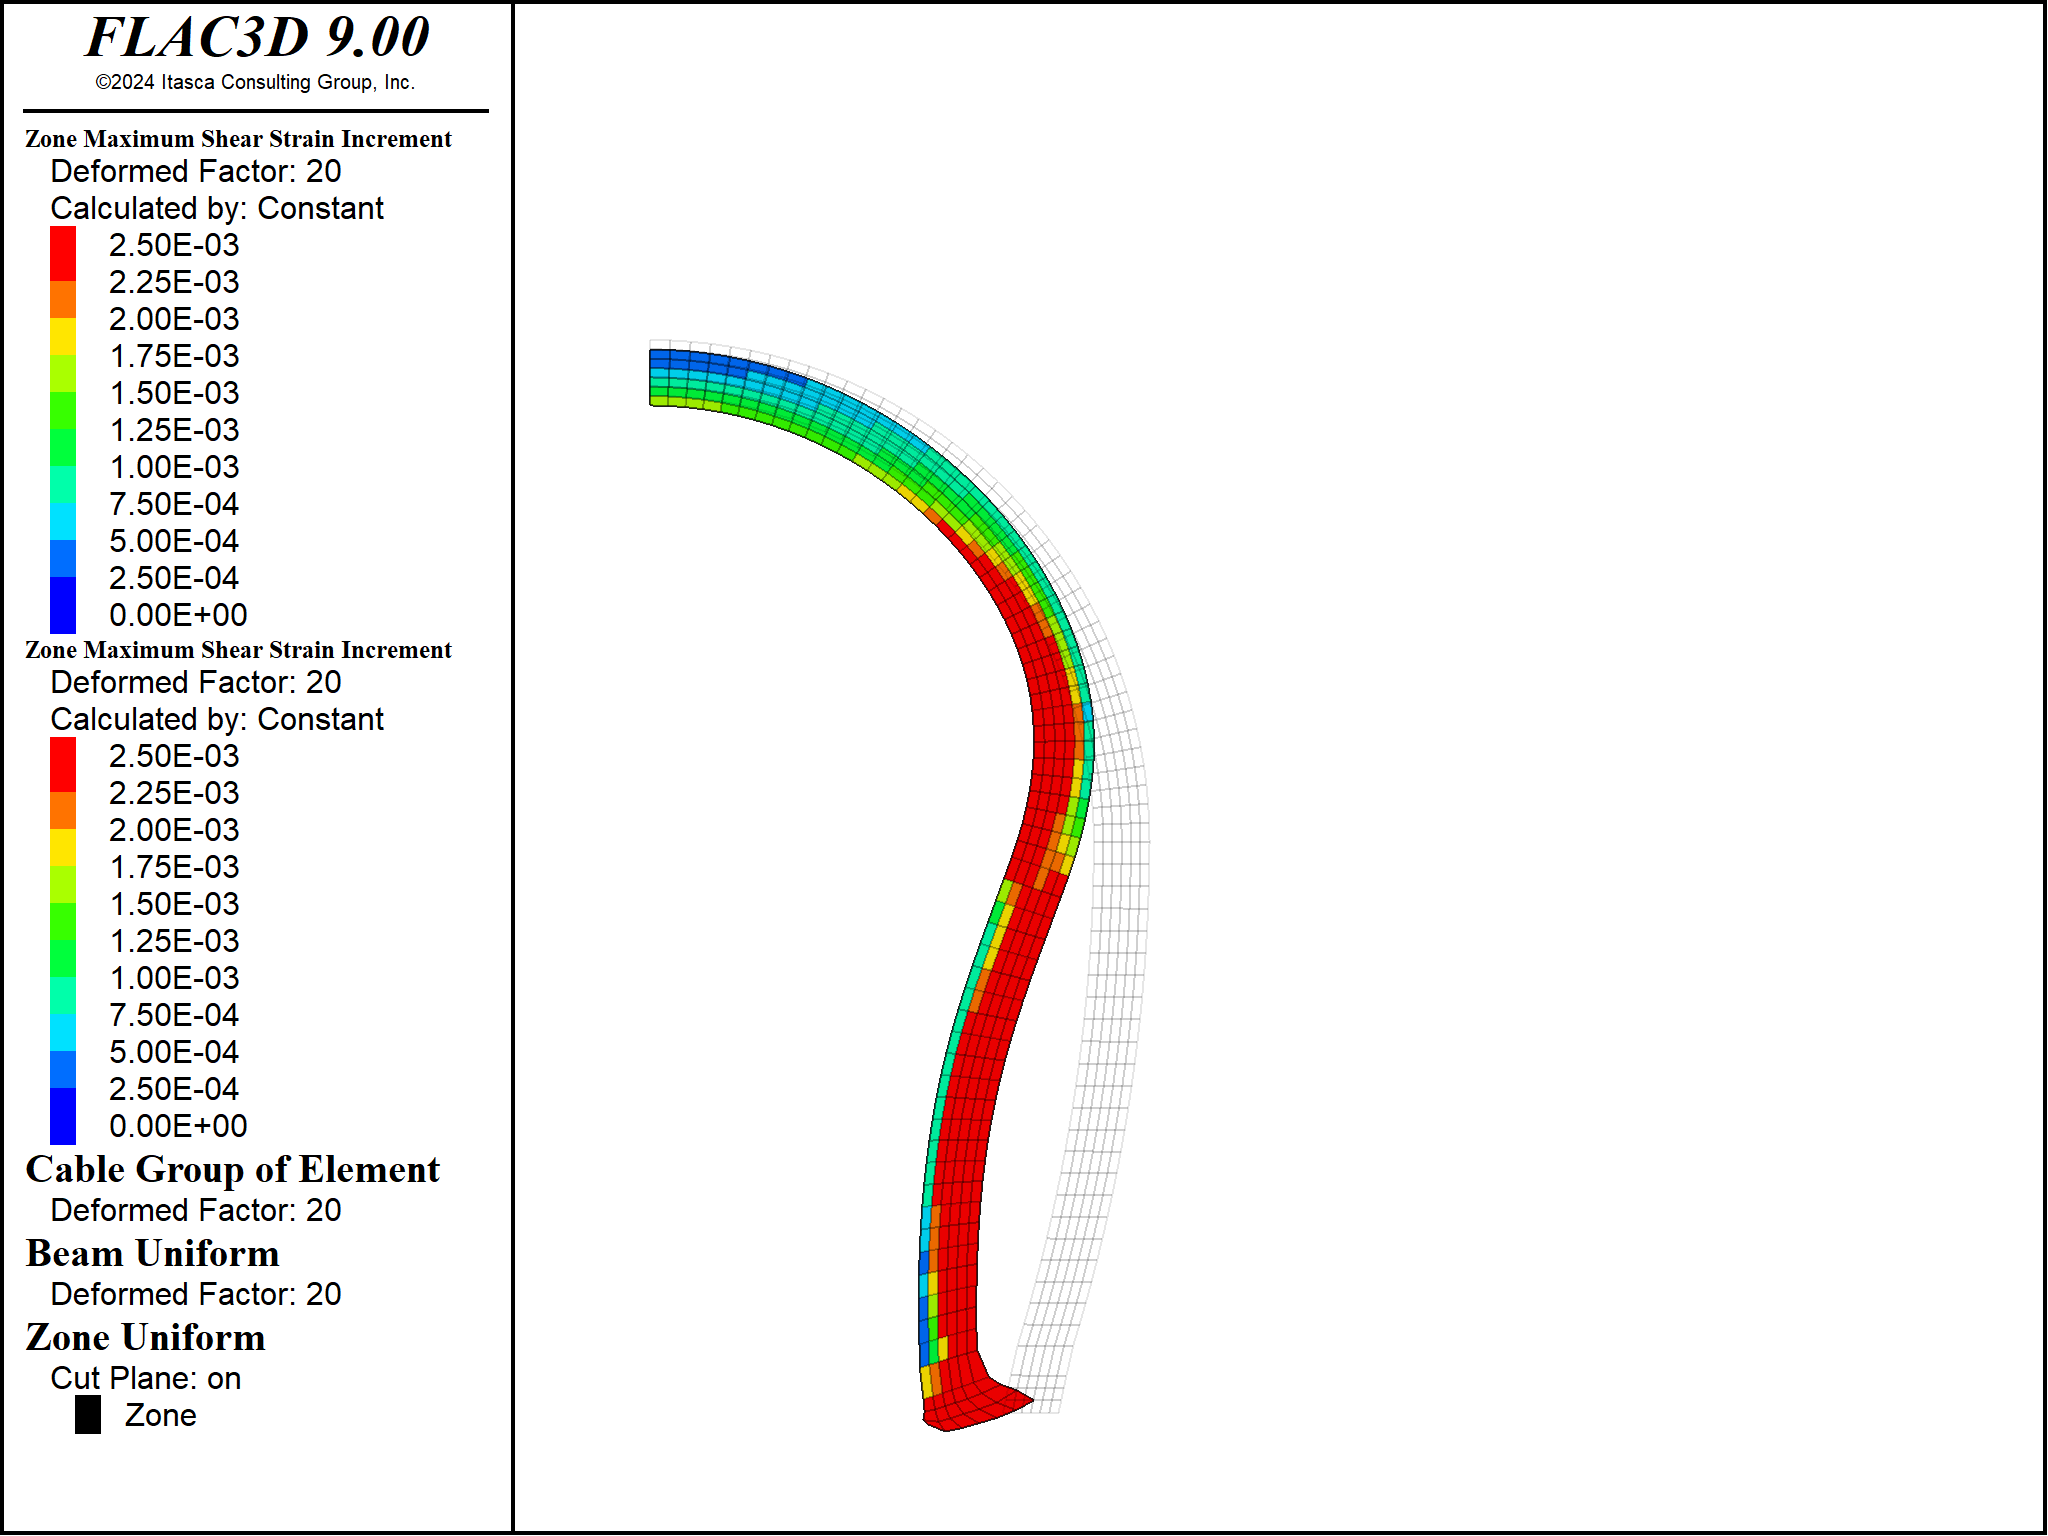 FLAC3D 9.00
©2024 Itasca Consulting Group, Inc.
Zone Maximum Shear Strain Increment
Deformed Factor: 20
Calculated by: Constant
2.50E-03
2.25E-03
2.00E-03
1.75E-03
1.50E-03
1.25E-03
1.00E-03
7.50E-04
5.00E-04
2.50E-04
0.00E+00
Zone Maximum Shear Strain Increment
Deformed Factor: 20
Calculated by: Constant
2.50E-03
2.25E-03
2.00E-03
1.75E-03
1.50E-03
1.25E-03
1.00E-03
7.50E-04
5.00E-04
2.50E-04
0.00E+00
Cable Group of Element
Deformed Factor: 20
Beam Uniform
Deformed Factor: 20
Zone Uniform
Cut Plane: on
Zone